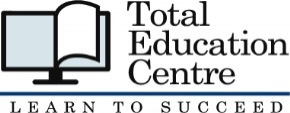 Total
Education
Centre
LEARN TO SUCCEED